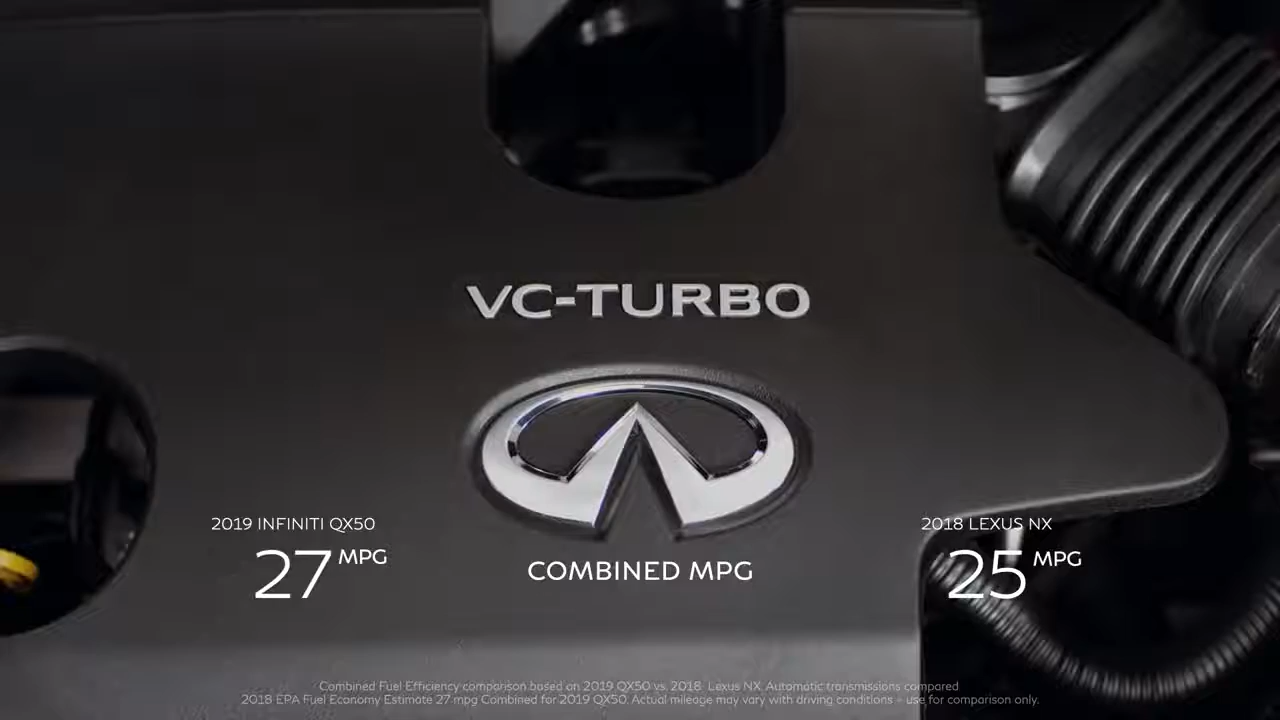 VC-TURBO
2019 INFINITI QX50
27 MPG
COMBINED MPG
2018 LEXUS NX
25 MPG
Combined Fuel Efficiency comparison based on 2019 QX50 vs. 2018 Lexus NX. Automatic transmissions compared
2018 EPA Fuel Economy Estimate 27 mpg Combined for 2019 QX50. Actual mileage may vary with driving conditions - use for comparison only.